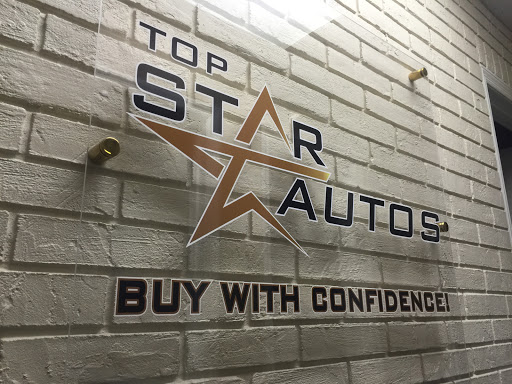 TOP
STAR
AUTOS
BUY WITH CONFIDENCE!